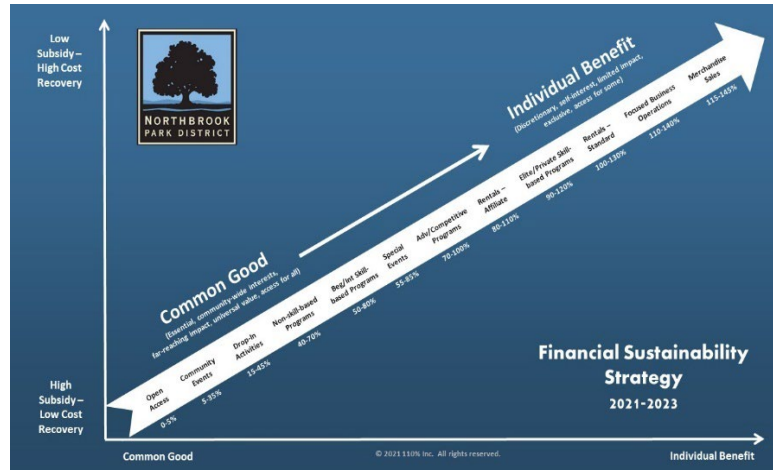 Low
Subsidy –
High Cost
Recovery
NORTHBROOK
PARK DISTRICT
Individual Benefit
(Discretionary, self-interest, limited impact,
exclusive, access for some)
Common Good
(Essential, community-wide interests,
far-reaching impact, universal value, access for all)
Open
Access
0-5%
Community
Events
5-35%
Drop-In
Activities
15-45%
Non-skill-based
Programs
40-70%
Beg/Int Skill-
based Programs
50-80%
Special
Events
55-85%
Adv/Competitive
Programs
70-100%
Rentals –
Affiliate
80-110%
Elite/Private Skill-
based Programs
90-120%
Rentals –
Standard
100-130%
Focused Business
Operations
110-140%
Merchandise
Sales
115-145%
Financial Sustainability
Strategy
2021-2023
High
Subsidy –
Low Cost
Recovery
Common Good
© 2021 110% Inc. All rights reserved.
Individual Benefit